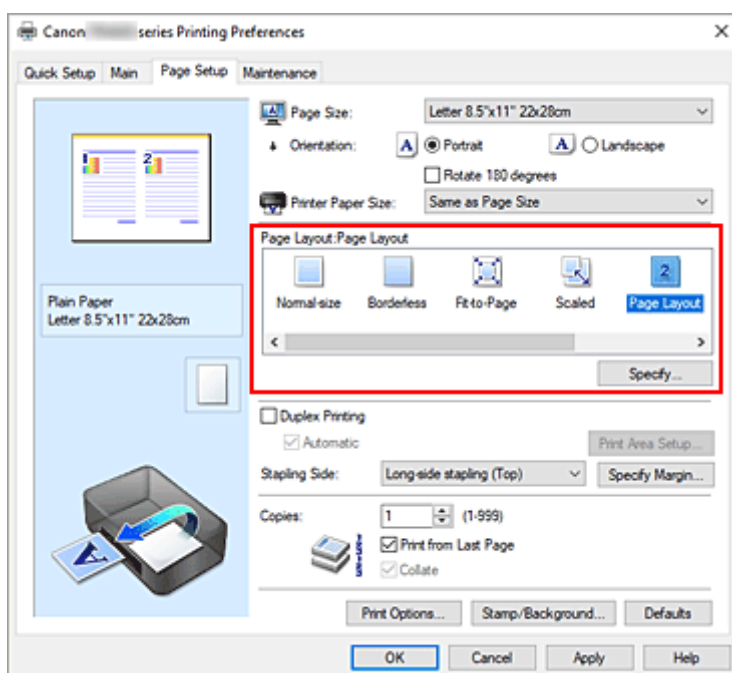 Canon series Printing Preferences
Quick Setup Main Page Setup Maintenance
1 2
Plain Paper
Letter 8.5"x11" 22x28cm
Page Size: Letter 8.5"x11" 22x28cm
Orientation: A Portrait A Landscape
Rotate 180 degrees
Printer Paper Size: Same as Page Size
Page Layout:Page Layout
2
Normal-size Borderless Fit-to-Page Scaled Page Layout
Specify...
Duplex Printing
Automatic Print Area Setup...
Stapling Side: Long-side stapling (Top) Specify Margin...
Copies: 1 (1-999)
Print from Last Page
Collate
A
Print Options... Stamp/Background... Defaults
OK Cancel Apply Help